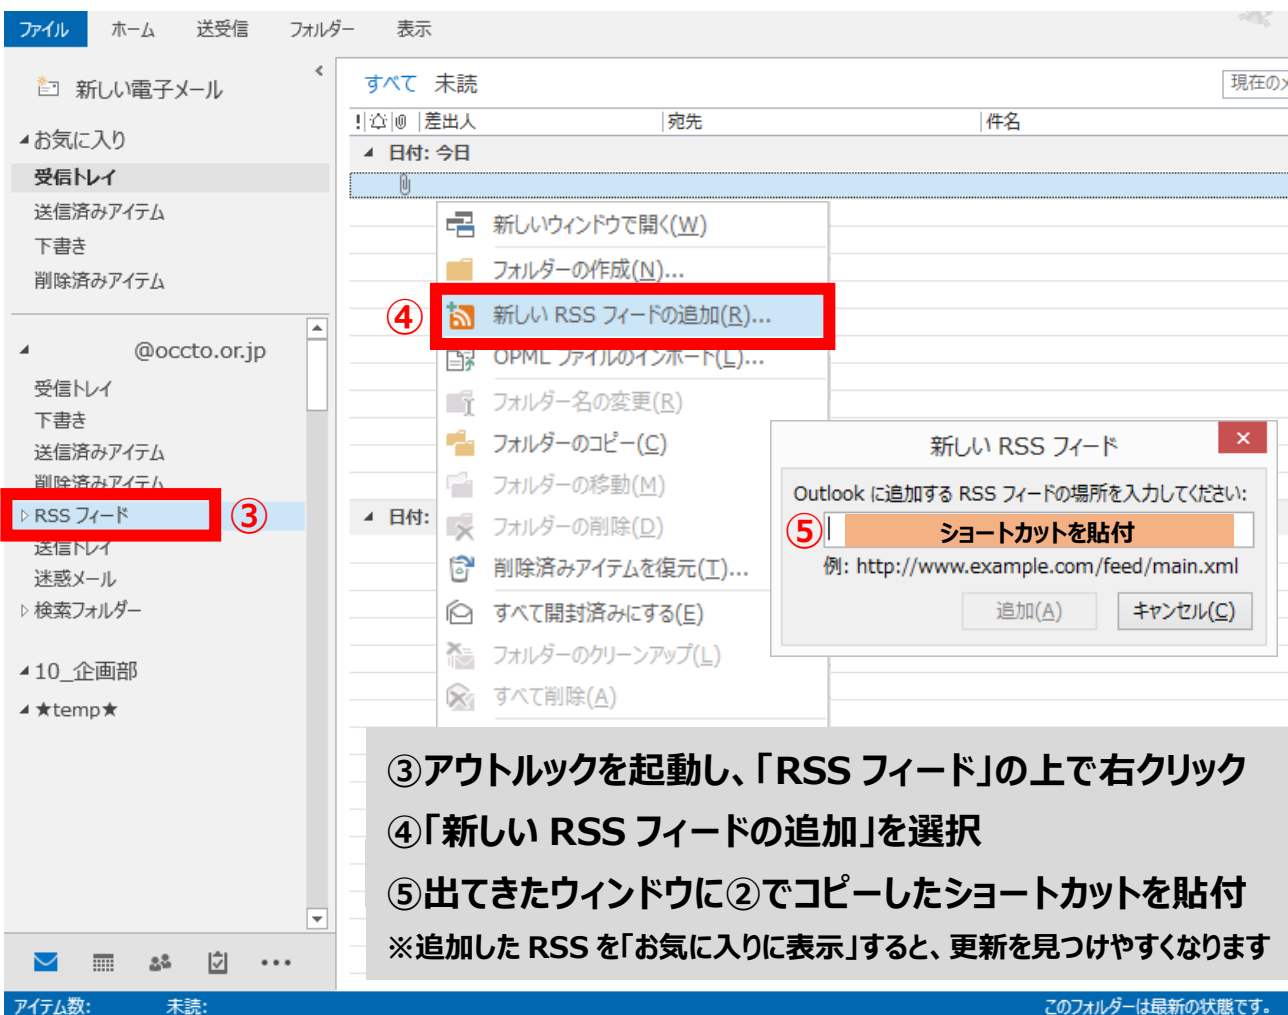 ファイル ホーム 送受信 フォルダー 表示
新しい電子メール
お気に入り
受信トレイ
送信済みアイテム
下書き
削除済みアイテム
@occto.or.jp
受信トレイ
下書き
送信済みアイテム
削除済みアイテム
RSS フィード ③
送信トレイ
迷惑メール
検索フォルダー
10_企画部
★temp★
すべて 未読
現在の
差出人 宛先 件名
日付: 今日
新しいウィンドウで開く(W)
フォルダーの作成(N)...
④ 新しい RSS フィードの追加(R)...
OPML ファイルのインポート(L)...
フォルダー名の変更(R)
フォルダーのコピー(C)
フォルダーの移動(M)
日付:
フォルダーの削除(D)
削除済みアイテムを復元(T)...
すべて開封済みにする(E)
フォルダーのクリーンアップ(L)
すべて削除(A)
新しい RSS フィード
Outlook に追加する RSS フィードの場所を入力してください:
⑤ ショートカットを貼付
例: http://www.example.com/feed/main.xml
追加(A) キャンセル(C)
③アウトルックを起動し、「RSS フィード」の上で右クリック
④「新しい RSS フィードの追加」を選択
⑤出てきたウィンドウに②でコピーしたショートカットを貼付
※追加した RSS を「お気に入りに表示」すると、更新を見つけやすくなります
アイテム数: 未読: このフォルダーは最新の状態です。